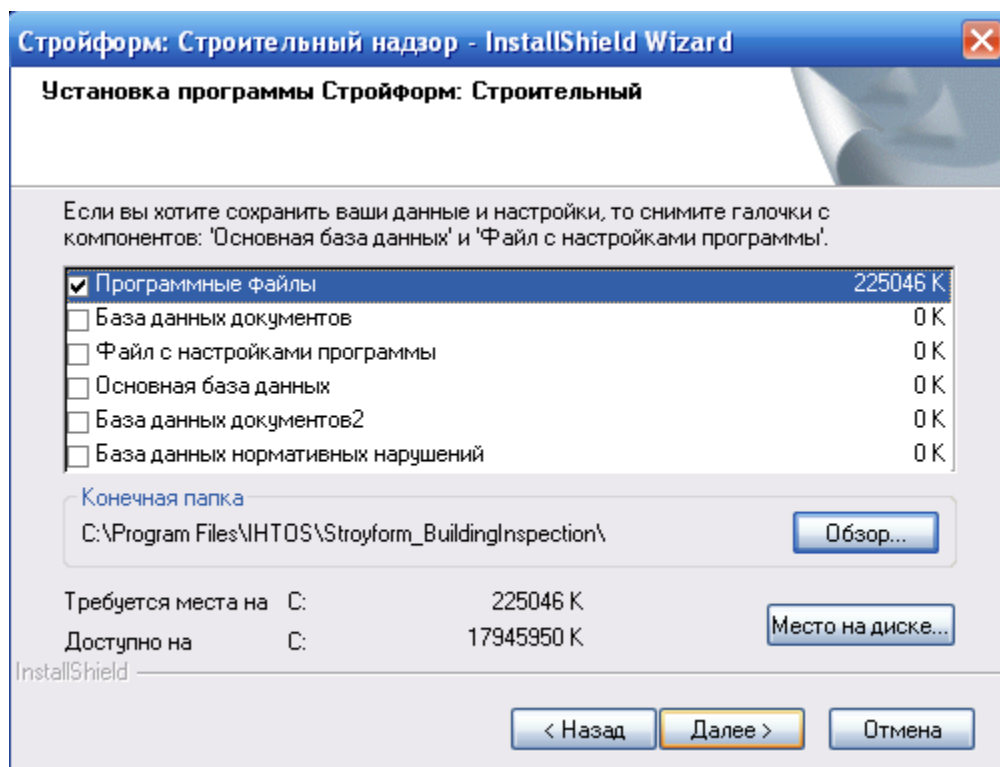 Стройформ: Строительный надзор - InstallShield Wizard
Установка программы Стройформ: Строительный
Если вы хотите сохранить ваши данные и настройки, то снимите галочки с
компонентов: 'Основная база данных' и 'Файл с настройками программы'.
Программные файлы 225046 K
База данных документов 0 K
Файл с настройками программы 0 K
Основная база данных 0 K
База данных документов2 0 K
База данных нормативных нарушений 0 K
Конечная папка
C:\Program Files\IHTOS\Stroyform_BuildingInspection\
Обзор...
Требуется места на C: 225046 K
Доступно на C: 17945950 K
Место на диске...
InstallShield
< Назад Далее > Отмена